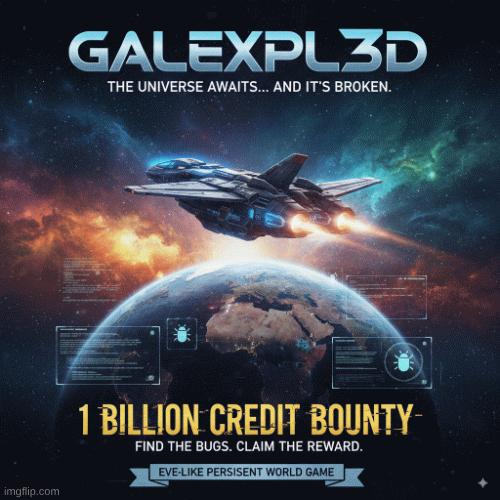 GALEXPL3D
THE UNIVERSE AWAITS... AND IT'S BROKEN.
1 BILLION CREDIT BOUNTY
FIND THE BUGS. CLAIM THE REWARD.
EVE-LIKE PERSISENT WORLD GAME
imgflip.com